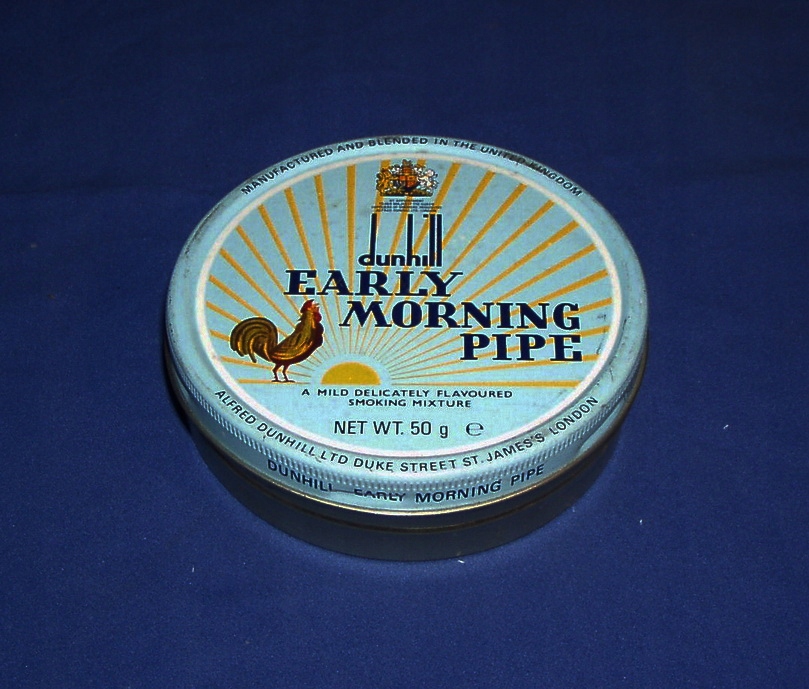 MANUFACTURED AND BLENDED IN THE UNITED KINGDOM
dunhill
EARLY
MORNING
PIPE
A MILD DELICATELY FLAVOURED
SMOKING MIXTURE
NET WT. 50 g ℮
ALFRED DUNHILL LTD DUKE STREET ST. JAMES'S LONDON
DUNHILL—EARLY MORNING PIPE